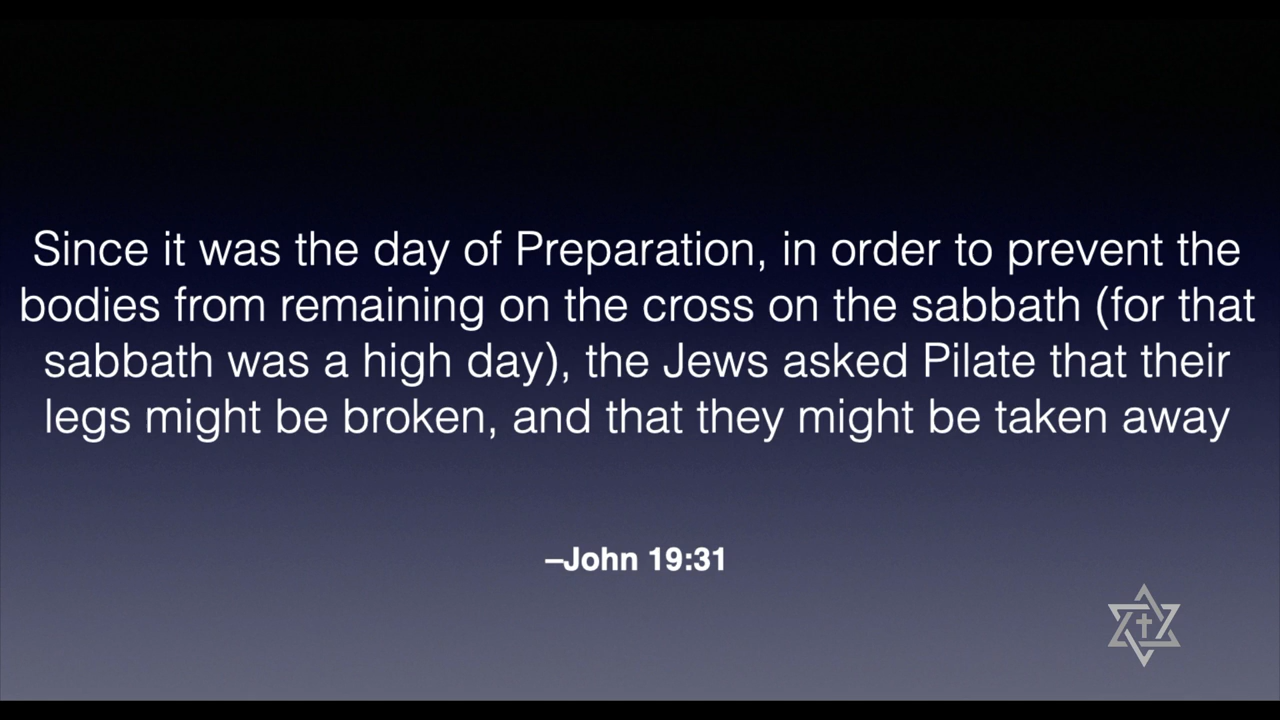 Since it was the day of Preparation, in order to prevent the
bodies from remaining on the cross on the sabbath (for that
sabbath was a high day), the Jews asked Pilate that their
legs might be broken, and that they might be taken away
–John 19:31